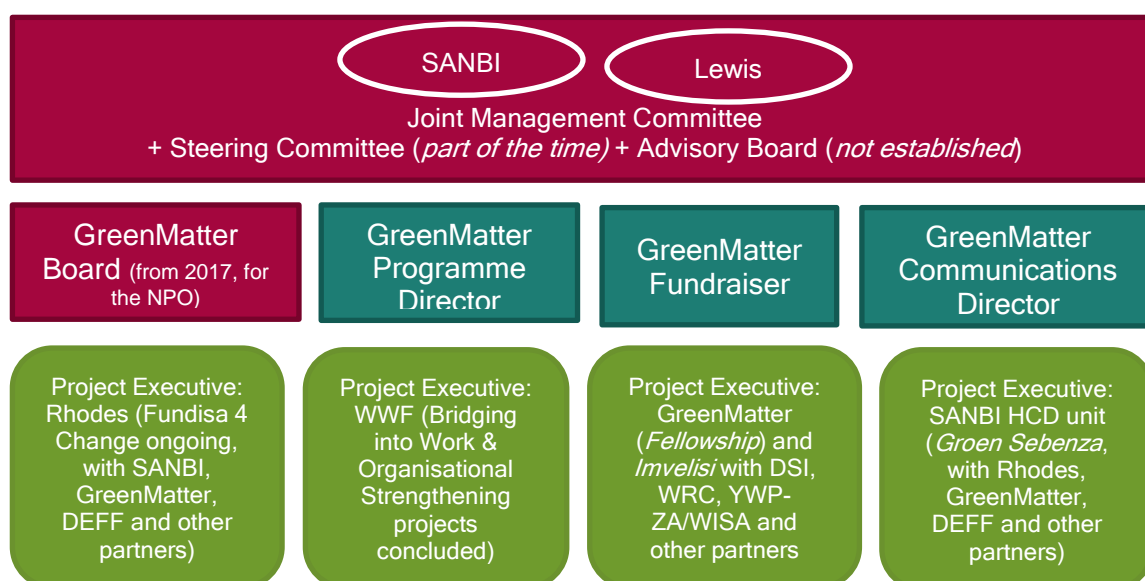 SANBI
Lewis
Joint Management Committee
+ Steering Committee (part of the time) + Advisory Board (not established)
GreenMatter
Board (from 2017, for
the NPO)
GreenMatter
Programme
Director
GreenMatter
Fundraiser
GreenMatter
Communications
Director
Project Executive:
Rhodes (Fundisa 4
Change ongoing,
with SANBI,
GreenMatter,
DEFF and other
partners)
Project Executive:
WWF (Bridging
into Work &
Organisational
Strengthening
projects
concluded)
Project Executive:
GreenMatter
(Fellowship) and
Imvelisi with DSI,
WRC, YWP-
ZA/WISA and
other partners
Project Executive:
SANBI HCD unit
(Groen Sebenza,
with Rhodes,
GreenMatter,
DEFF and other
partners)